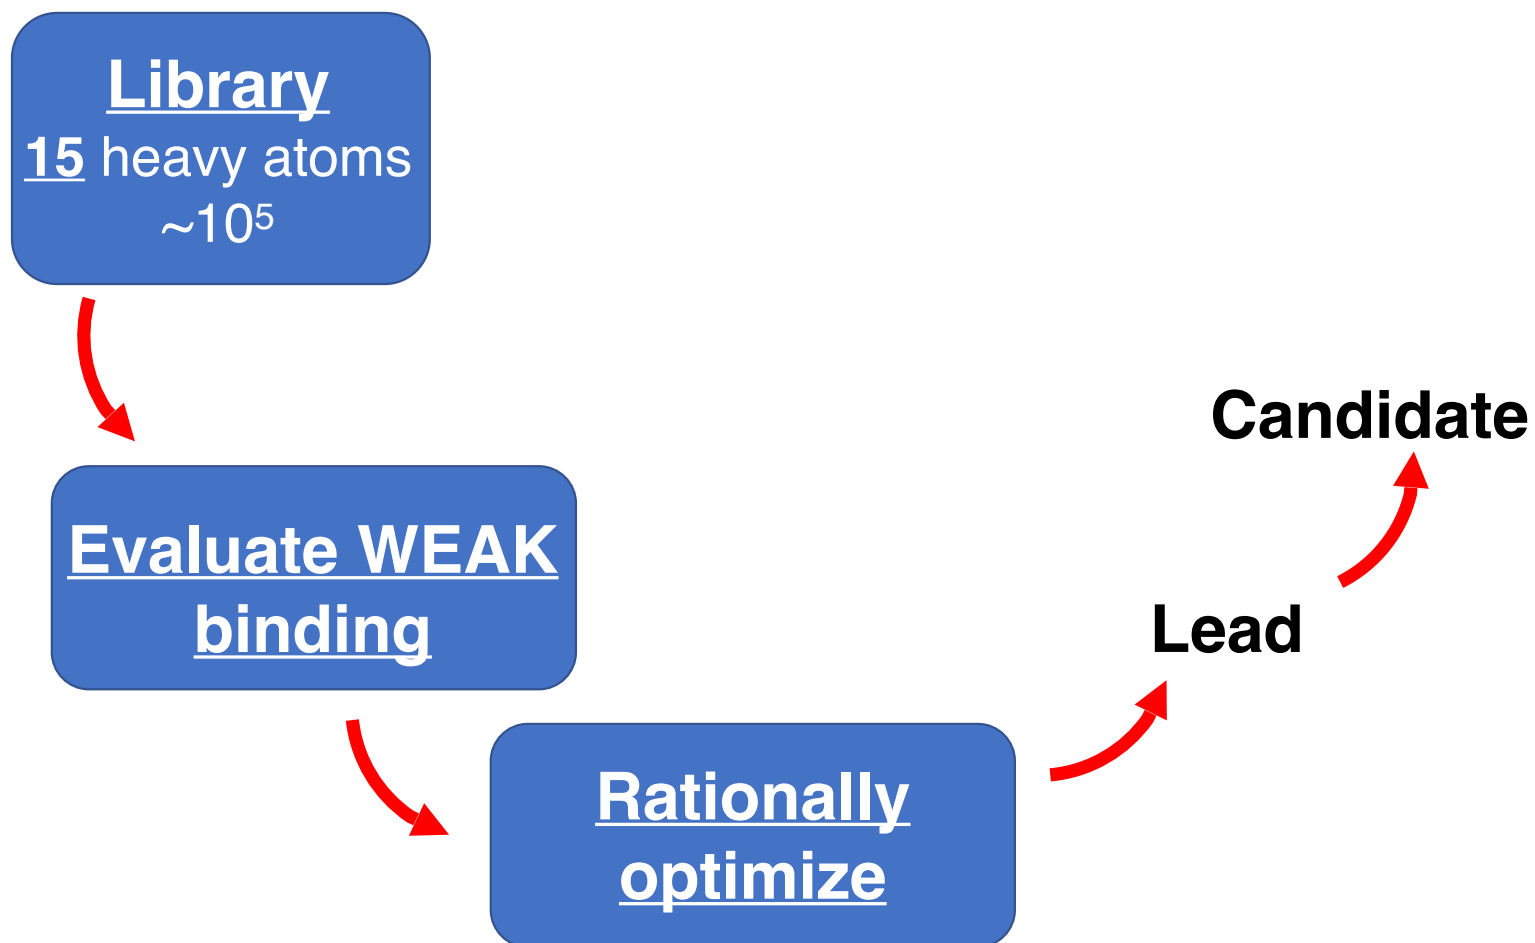 Library
15 heavy atoms
~10⁵
Evaluate WEAK
binding
Rationally
optimize
Lead
Candidate